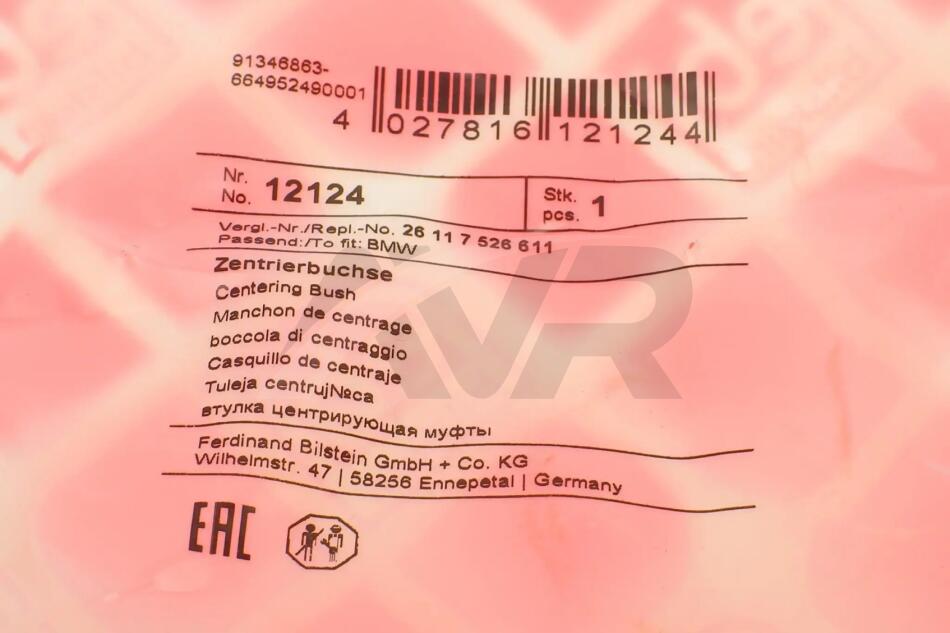 91346863-
664952490001
4 027816 121244
Nr.
No. 12124
Stk.
pcs. 1
Vergl.-Nr./Repl.-No. 26 11 7 526 611
Passend:/To fit: BMW
Zentrierbuchse
Centering Bush
Manchon de centrage
boccola di centraggio
Casquillo de centraje
Tuleja centruj№ca
втулка центрирующая муфты
Ferdinand Bilstein GmbH + Co. KG
Wilhelmstr. 47 | 58256 Ennepetal | Germany
EAC
VR